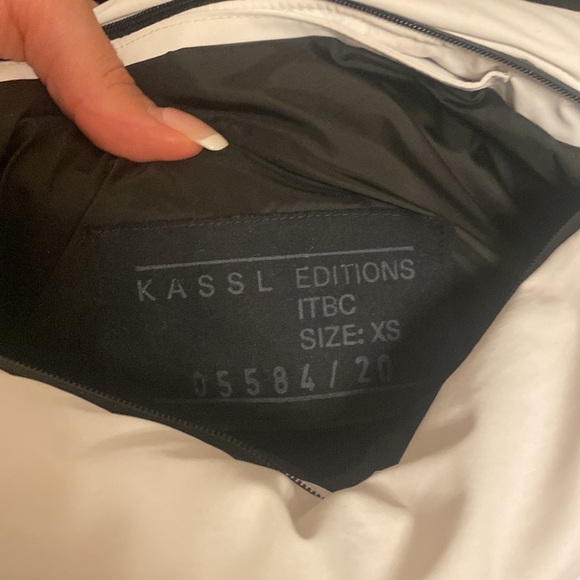 KASSL EDITIONS
ITBC
SIZE: XS
05584/20